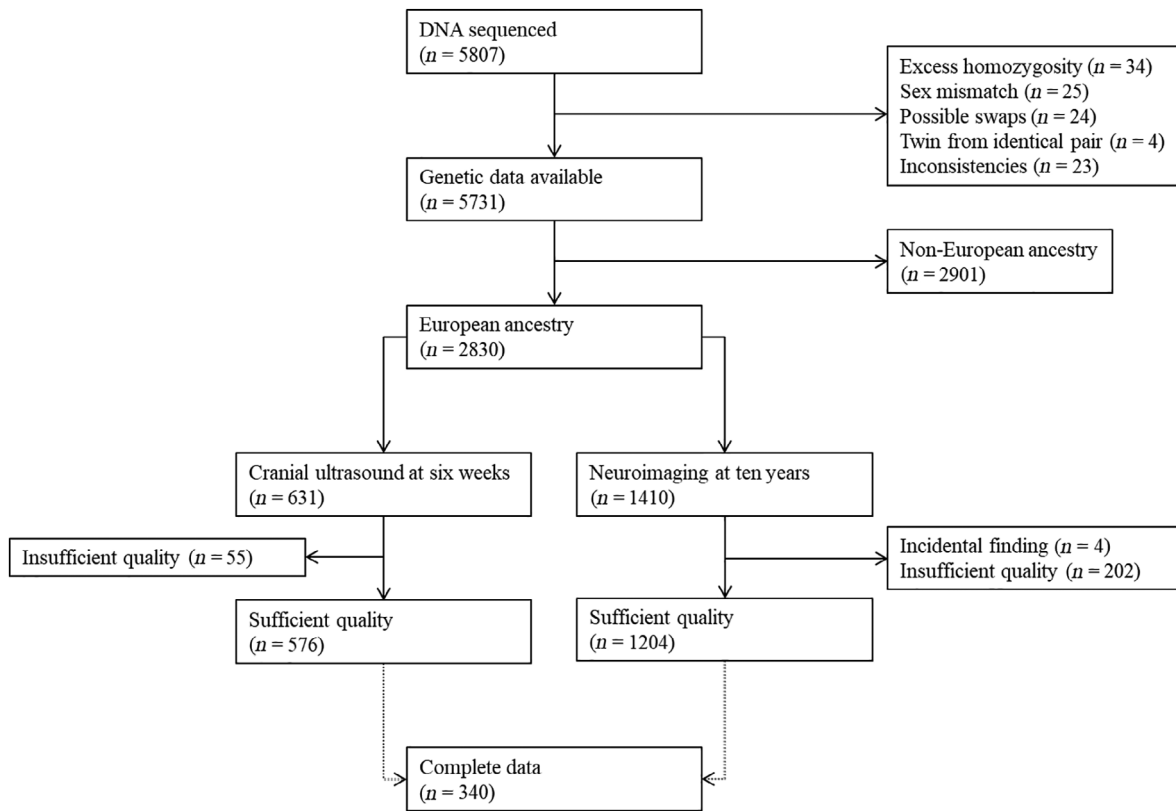 DNA sequenced
(n = 5807)
Excess homozygosity (n = 34)
Sex mismatch (n = 25)
Possible swaps (n = 24)
Twin from identical pair (n = 4)
Inconsistencies (n = 23)
Genetic data available
(n = 5731)
Non-European ancestry
(n = 2901)
European ancestry
(n = 2830)
Cranial ultrasound at six weeks
(n = 631)
Neuroimaging at ten years
(n = 1410)
Insufficient quality (n = 55)
Incidental finding (n = 4)
Insufficient quality (n = 202)
Sufficient quality
(n = 576)
Sufficient quality
(n = 1204)
Complete data
(n = 340)